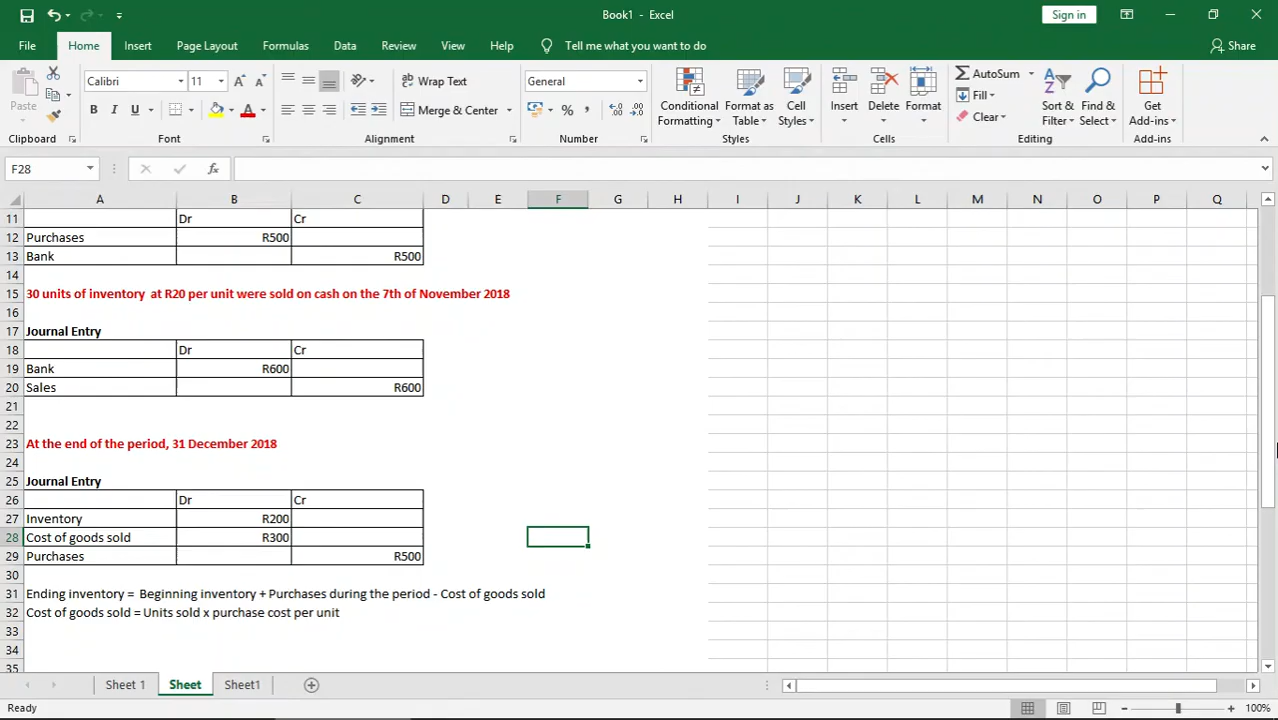 Book1 - Excel
Sign in
File Home Insert Page Layout Formulas Data Review View Help Tell me what you want to do Share
Paste
Calibri 11
B I U
A A
Wrap Text
Merge & Center
General
%
Conditional Formatting
Format as Table
Cell Styles
Insert Delete Format
AutoSum
Fill
Clear
Sort & Filter
Find & Select
Get Add-ins
Clipboard Font Alignment Number Styles Cells Editing Add-ins
F28 fx
A B C D E F G H I J K L M N O P Q
11 Dr Cr
12 Purchases R500
13 Bank R500
14
15 30 units of inventory at R20 per unit were sold on cash on the 7th of November 2018
16
17 Journal Entry
18 Dr Cr
19 Bank R600
20 Sales R600
21
22
23 At the end of the period, 31 December 2018
24
25 Journal Entry
26 Dr Cr
27 Inventory R200
28 Cost of goods sold R300
29 Purchases R500
30
31 Ending inventory = Beginning inventory + Purchases during the period - Cost of goods sold
32 Cost of goods sold = Units sold x purchase cost per unit
33
34
35
Sheet 1 Sheet Sheet1
Ready 100%